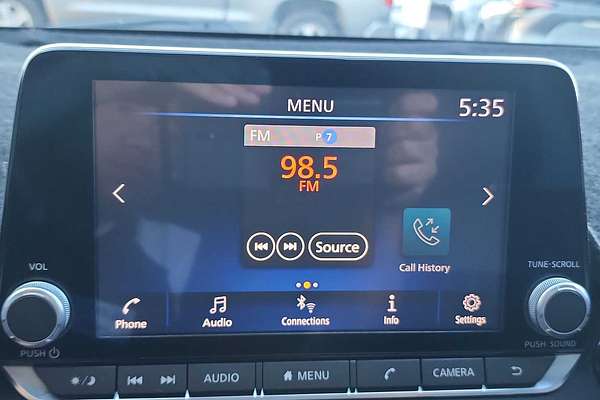 MENU 5:35
FM P 7
98.5
FM
Source
Call History
Phone Audio Connections Info Settings
VOL TUNE·SCROLL
PUSH PUSH SOUND
AUDIO MENU CAMERA